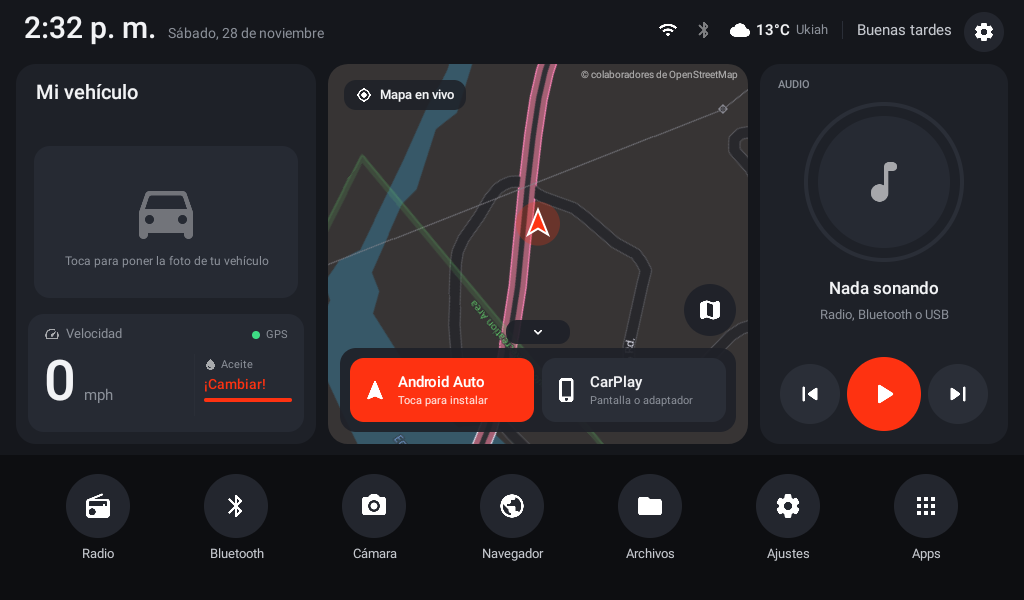 2:32 p. m.
Sábado, 28 de noviembre
13°C Ukiah
Buenas tardes
Mi vehículo
Toca para poner la foto de tu vehículo
Velocidad
GPS
0 mph
Aceite
¡Cambiar!
© colaboradores de OpenStreetMap
Mapa en vivo
Android Auto
Toca para instalar
CarPlay
Pantalla o adaptador
AUDIO
Nada sonando
Radio, Bluetooth o USB
Radio
Bluetooth
Cámara
Navegador
Archivos
Ajustes
Apps